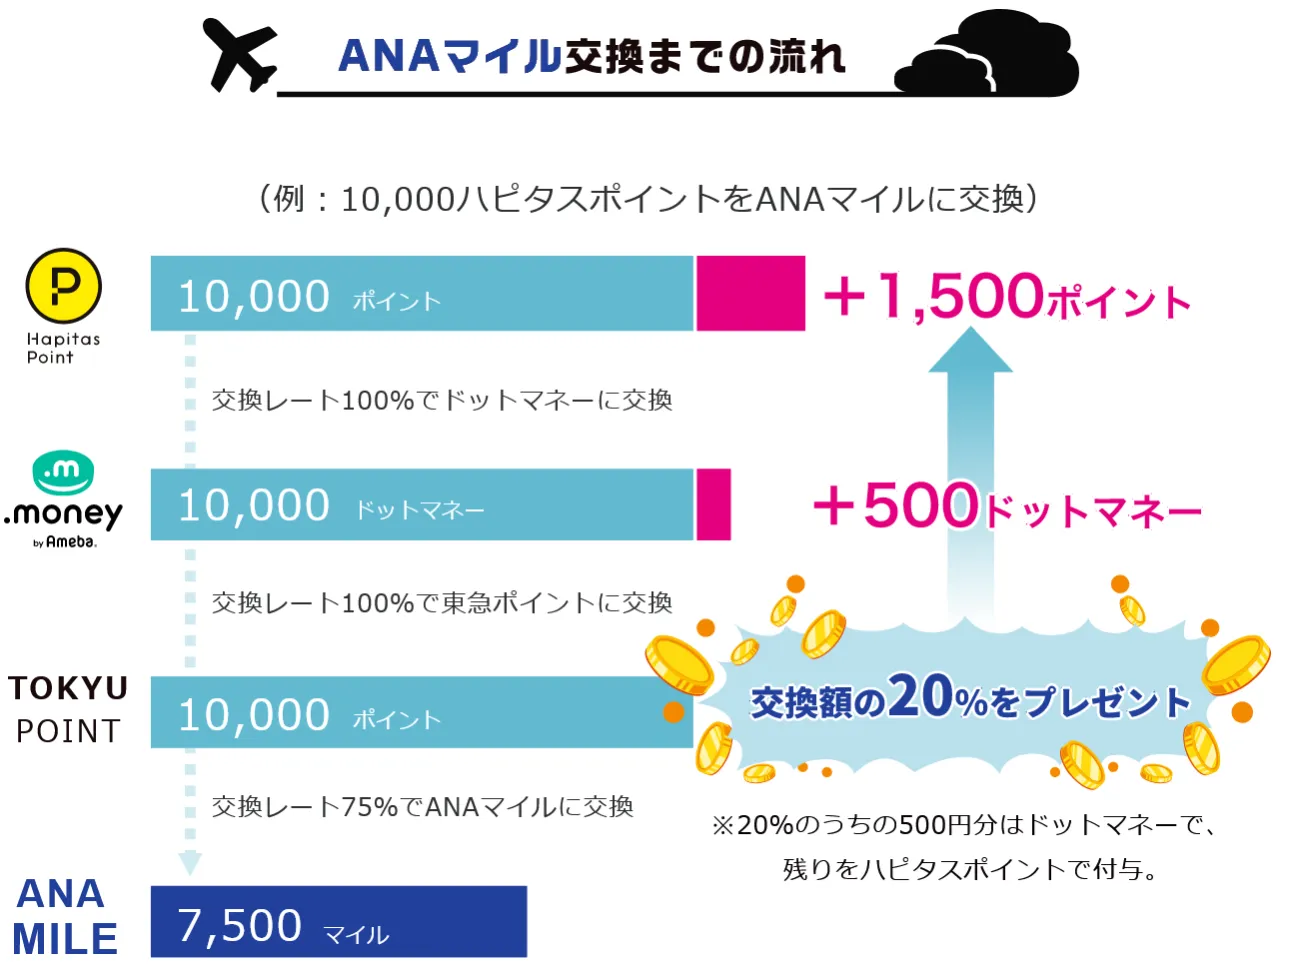 ANAマイル交換までの流れ
（例：10,000ハピタスポイントをANAマイルに交換）
P
Hapitas
Point
10,000 ポイント
＋1,500ポイント
交換レート100%でドットマネーに交換
.m
.money
by Ameba.
10,000 ドットマネー
＋500ドットマネー
交換レート100%で東急ポイントに交換
TOKYU
POINT
10,000 ポイント
交換額の20%をプレゼント
交換レート75%でANAマイルに交換
※20%のうちの500円分はドットマネーで、
残りをハピタスポイントで付与。
ANA
MILE
7,500 マイル